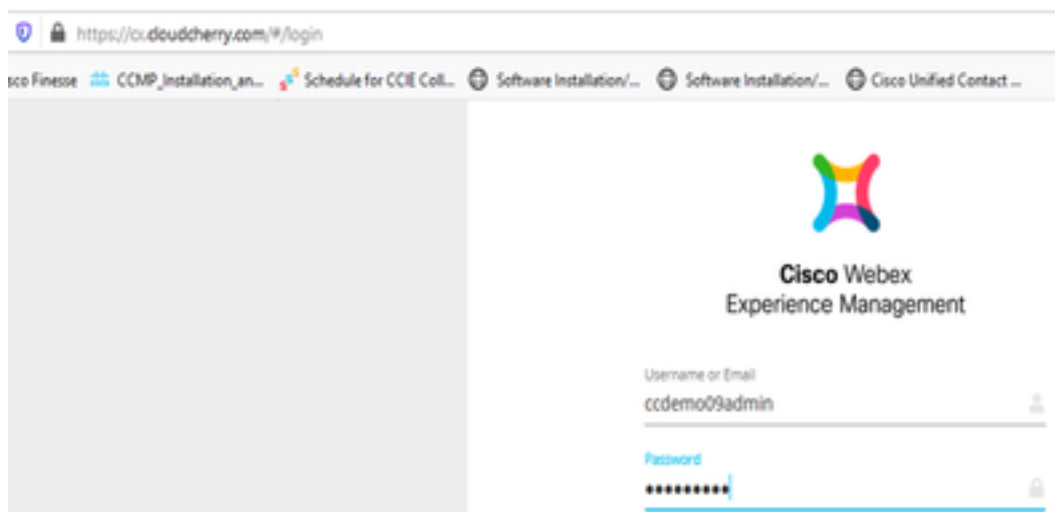 https://cx.cloudcherry.com/#/login
sco Finesse CCMP_Installation_an... Schedule for CCIE Coll... Software Installation/... Software Installation/... Cisco Unified Contact ...
Cisco Webex
Experience Management
Username or Email
ccdemo09admin
Password
•••••••••